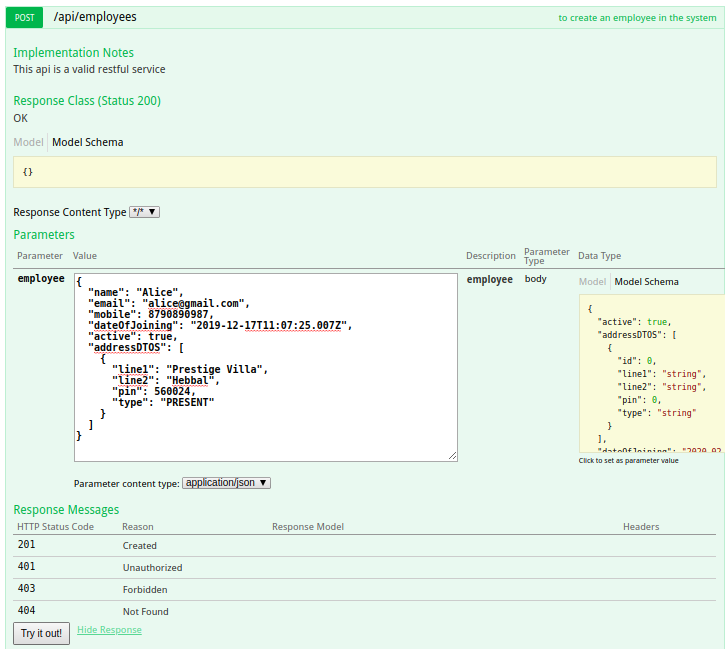 POST /api/employees to create an employee in the system
Implementation Notes
This api is a valid restful service
Response Class (Status 200)
OK
Model Model Schema
{}
Response Content Type */* ▼
Parameters
Parameter Value Description Parameter Type Data Type
employee
{
"name": "Alice",
"email": "alice@gmail.com",
"mobile": 8790890987,
"dateOfJoining": "2019-12-17T11:07:25.007Z",
"active": true,
"addressDTOS": [
{
"line1": "Prestige Villa",
"line2": "Hebbal",
"pin": 560024,
"type": "PRESENT"
}
]
}
employee body
Model Model Schema
{
"active": true,
"addressDTOS": [
{
"id": 0,
"line1": "string",
"line2": "string",
"pin": 0,
"type": "string"
}
],
"dateOfJoining": "2020-02
Click to set as parameter value
Parameter content type: application/json ▼
Response Messages
HTTP Status Code Reason Response Model Headers
201 Created
401 Unauthorized
403 Forbidden
404 Not Found
Try it out! Hide Response